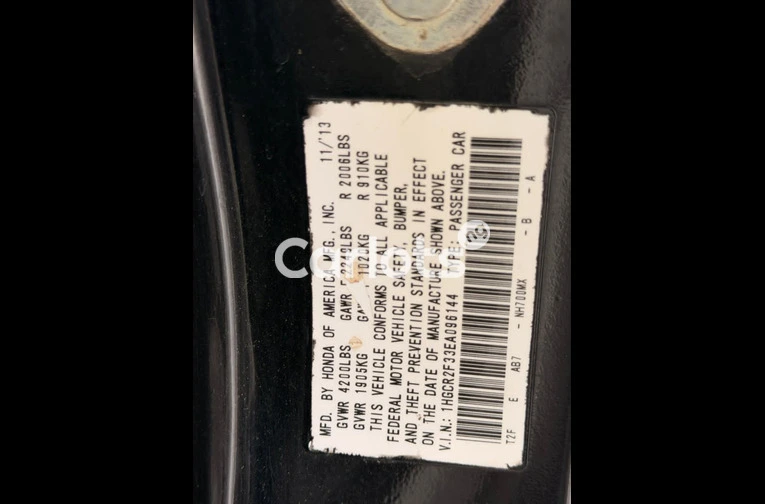 MFD. BY HONDA OF AMERICA MFG., INC. 11/'13
GVWR 4200LBS GAWR F 2249LBS R 2006LBS
GVWR 1905KG 1020KG R 910KG
THIS VEHICLE CONFORMS TO ALL APPLICABLE
FEDERAL MOTOR VEHICLE SAFETY, BUMPER,
AND THEFT PREVENTION STANDARDS IN EFFECT
ON THE DATE OF MANUFACTURE SHOWN ABOVE.
V.I.N.: 1HGCR2F33EA096144 TYPE: PASSENGER CAR
T2F E AB7 - NH700MX - B - A